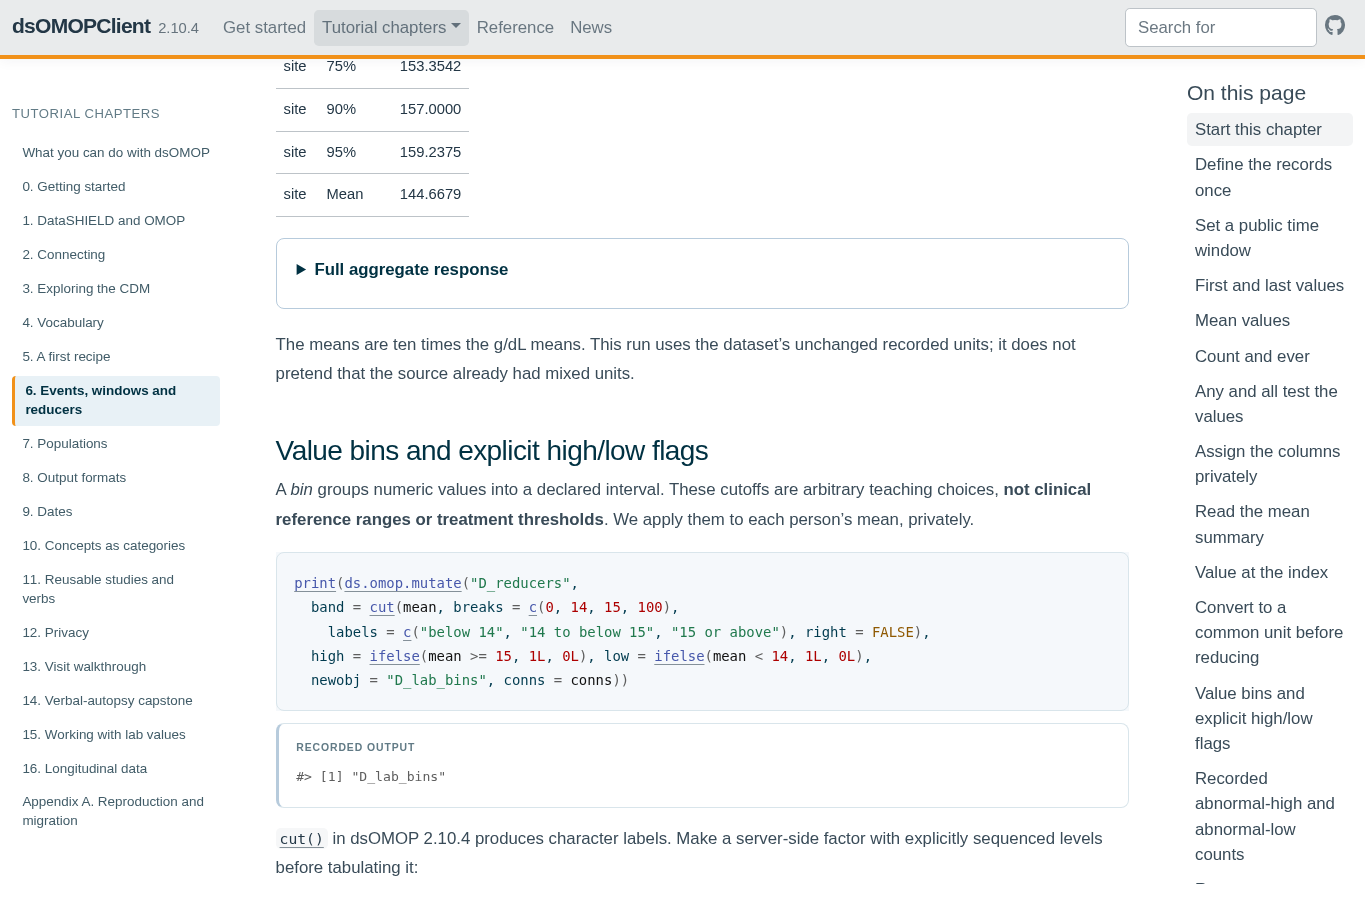 dsOMOPClient 2.10.4 Get started Tutorial chapters Reference News Search for
TUTORIAL CHAPTERS
What you can do with dsOMOP
0. Getting started
1. DataSHIELD and OMOP
2. Connecting
3. Exploring the CDM
4. Vocabulary
5. A first recipe
6. Events, windows and
reducers
7. Populations
8. Output formats
9. Dates
10. Concepts as categories
11. Reusable studies and
verbs
12. Privacy
13. Visit walkthrough
14. Verbal-autopsy capstone
15. Working with lab values
16. Longitudinal data
Appendix A. Reproduction and
migration
site 75% 153.3542
site 90% 157.0000
site 95% 159.2375
site Mean 144.6679
Full aggregate response
The means are ten times the g/dL means. This run uses the dataset’s unchanged recorded units; it does not
pretend that the source already had mixed units.
Value bins and explicit high/low flags
A bin groups numeric values into a declared interval. These cutoffs are arbitrary teaching choices, not clinical
reference ranges or treatment thresholds. We apply them to each person’s mean, privately.
print(ds.omop.mutate("D_reducers",
  band = cut(mean, breaks = c(0, 14, 15, 100),
    labels = c("below 14", "14 to below 15", "15 or above"), right = FALSE),
  high = ifelse(mean >= 15, 1L, 0L), low = ifelse(mean < 14, 1L, 0L),
  newobj = "D_lab_bins", conns = conns))
RECORDED OUTPUT
#> [1] "D_lab_bins"
cut() in dsOMOP 2.10.4 produces character labels. Make a server-side factor with explicitly sequenced levels
before tabulating it:
On this page
Start this chapter
Define the records
once
Set a public time
window
First and last values
Mean values
Count and ever
Any and all test the
values
Assign the columns
privately
Read the mean
summary
Value at the index
Convert to a
common unit before
reducing
Value bins and
explicit high/low
flags
Recorded
abnormal-high and
abnormal-low
counts